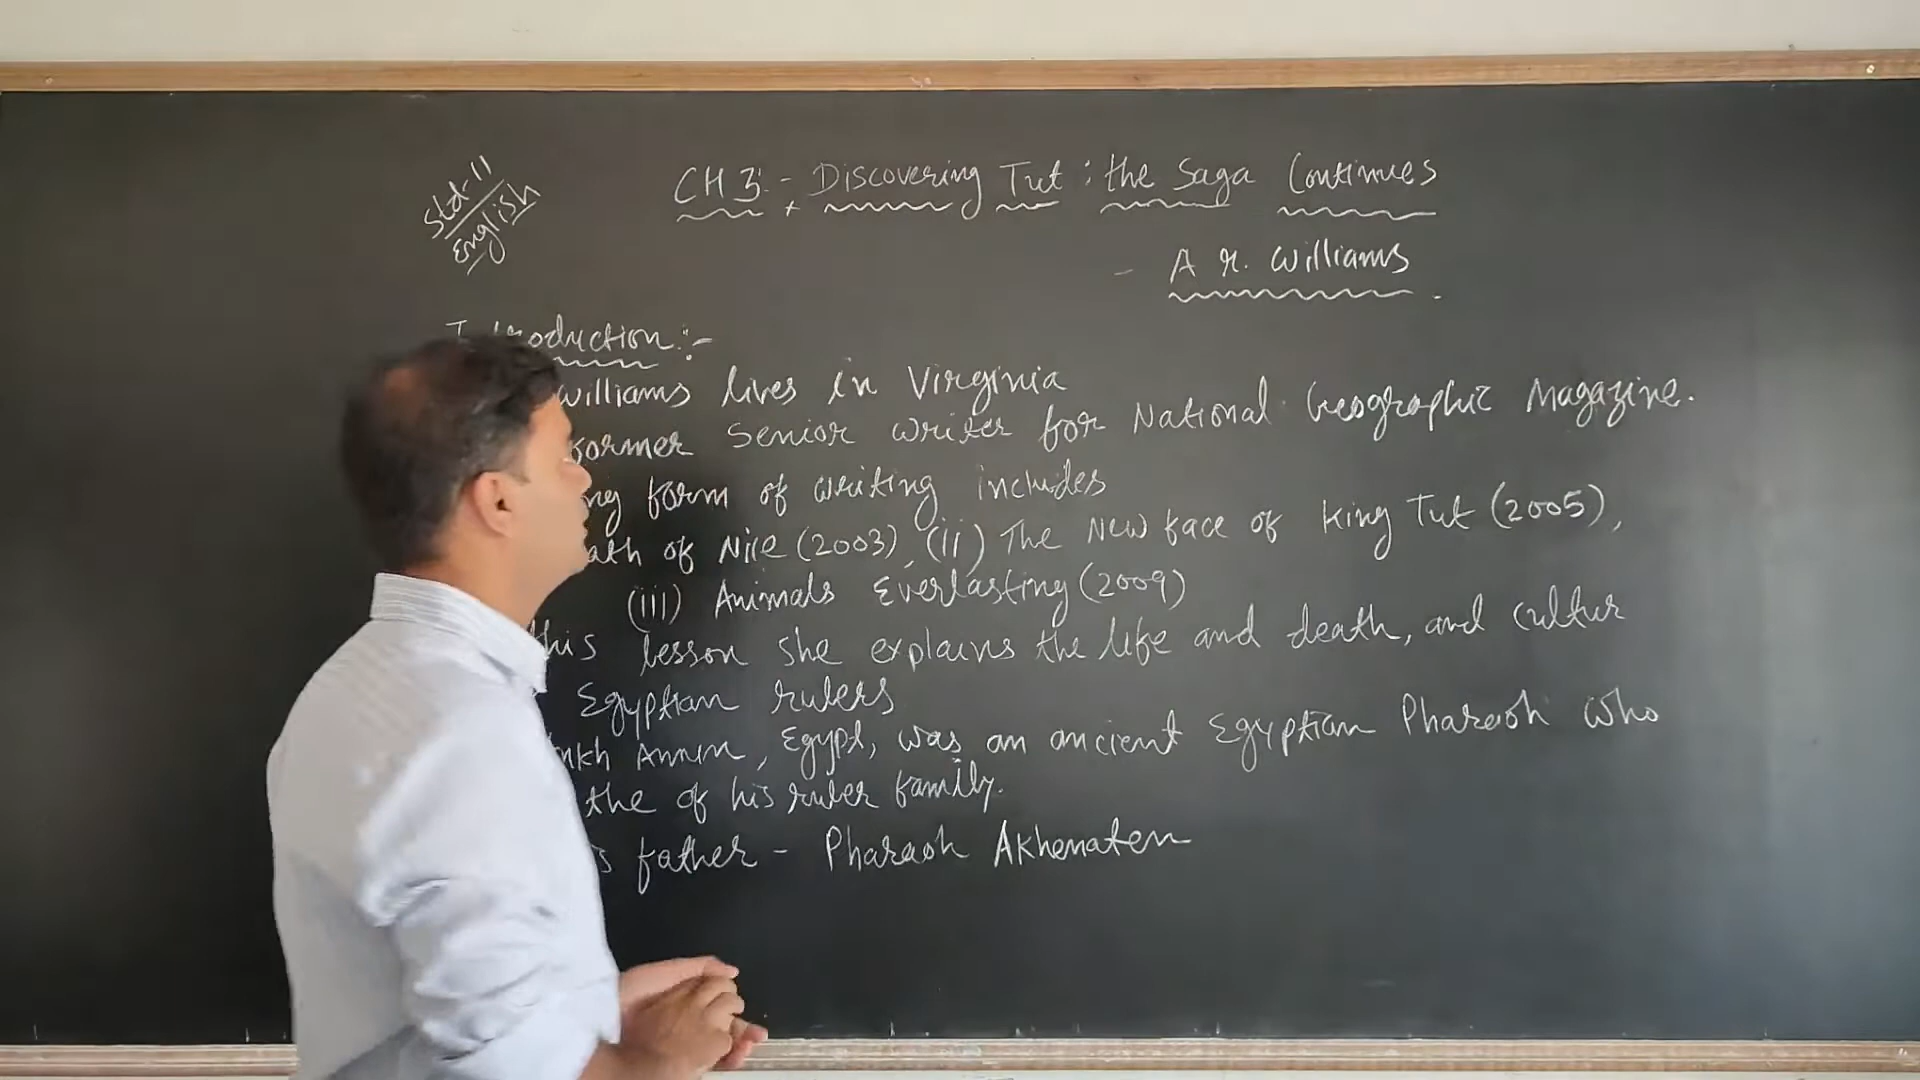 Std-11
English
CH 3 :- Discovering Tut : the Saga Continues
- A R. Williams .
Introduction :-
Williams lives in Virginia
former Senior writer for National Geographic Magazine.
form of writing includes
of Nile (2003), (ii) The New face of King Tut (2005),
(iii) Animals Everlasting (2009)
this lesson she explains the life and death, and cultur
Egyptian rulers
Egypt, was an ancient Egyptian Pharaoh who
the of his ruler family.
father - Pharaoh Akhenaten